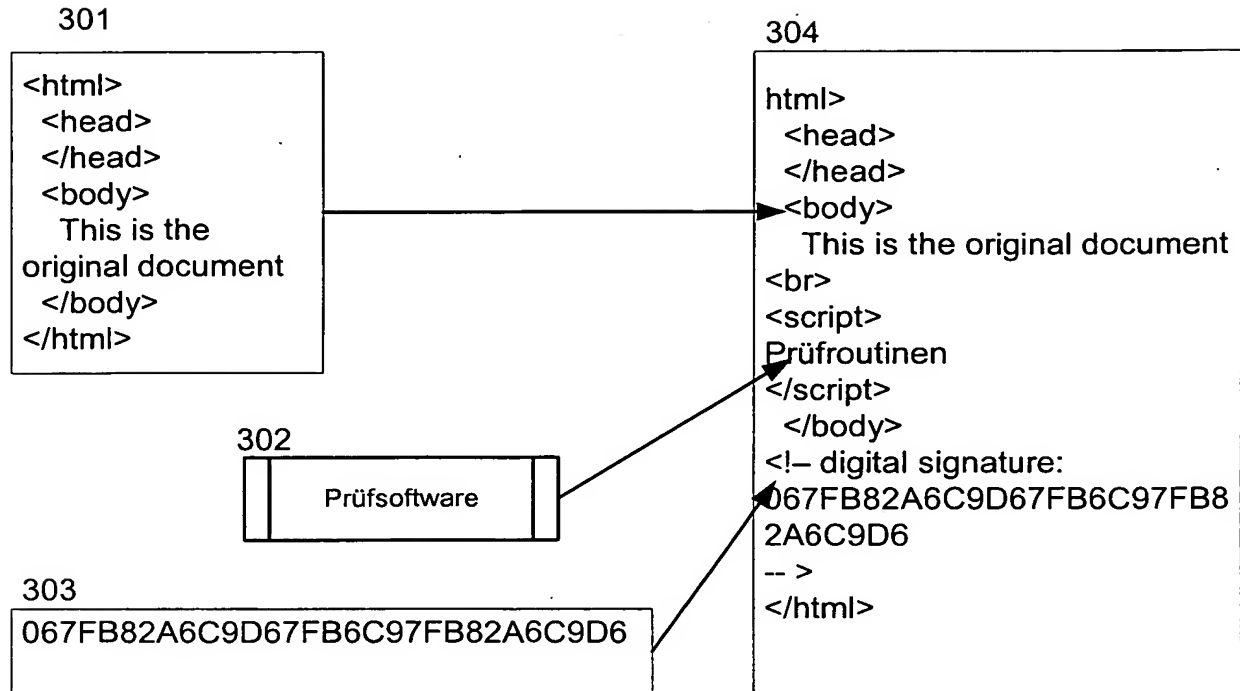 301
<html>
<head>
</head>
<body>
This is the
original document
</body>
</html>
302
Prüfsoftware
303
067FB82A6C9D67FB6C97FB82A6C9D6
304
html>
<head>
</head>
<body>
This is the original document
<br>
<script>
Prüfroutinen
</script>
</body>
<!– digital signature:
067FB82A6C9D67FB6C97FB8
2A6C9D6
-- >
</html>